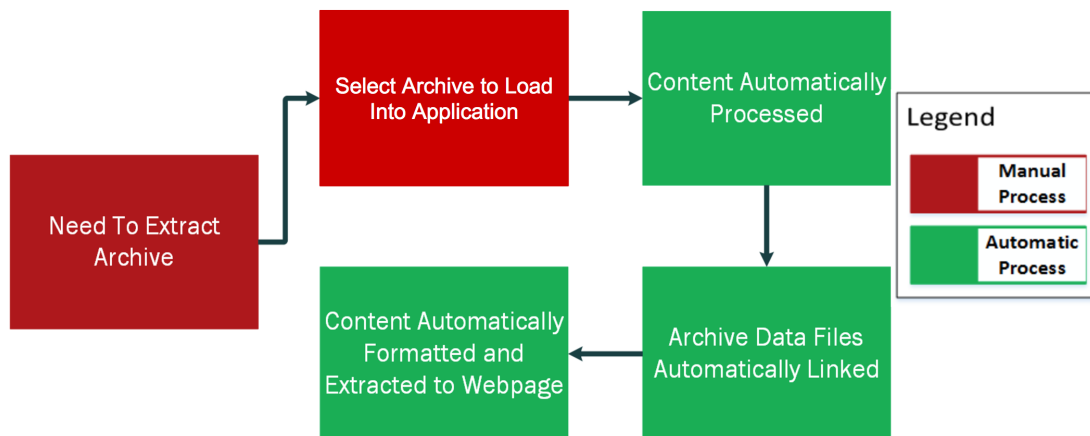 Need To Extract
Archive
Select Archive to Load
Into Application
Content Automatically
Processed
Archive Data Files
Automatically Linked
Content Automatically
Formatted and
Extracted to Webpage
Legend
Manual
Process
Automatic
Process